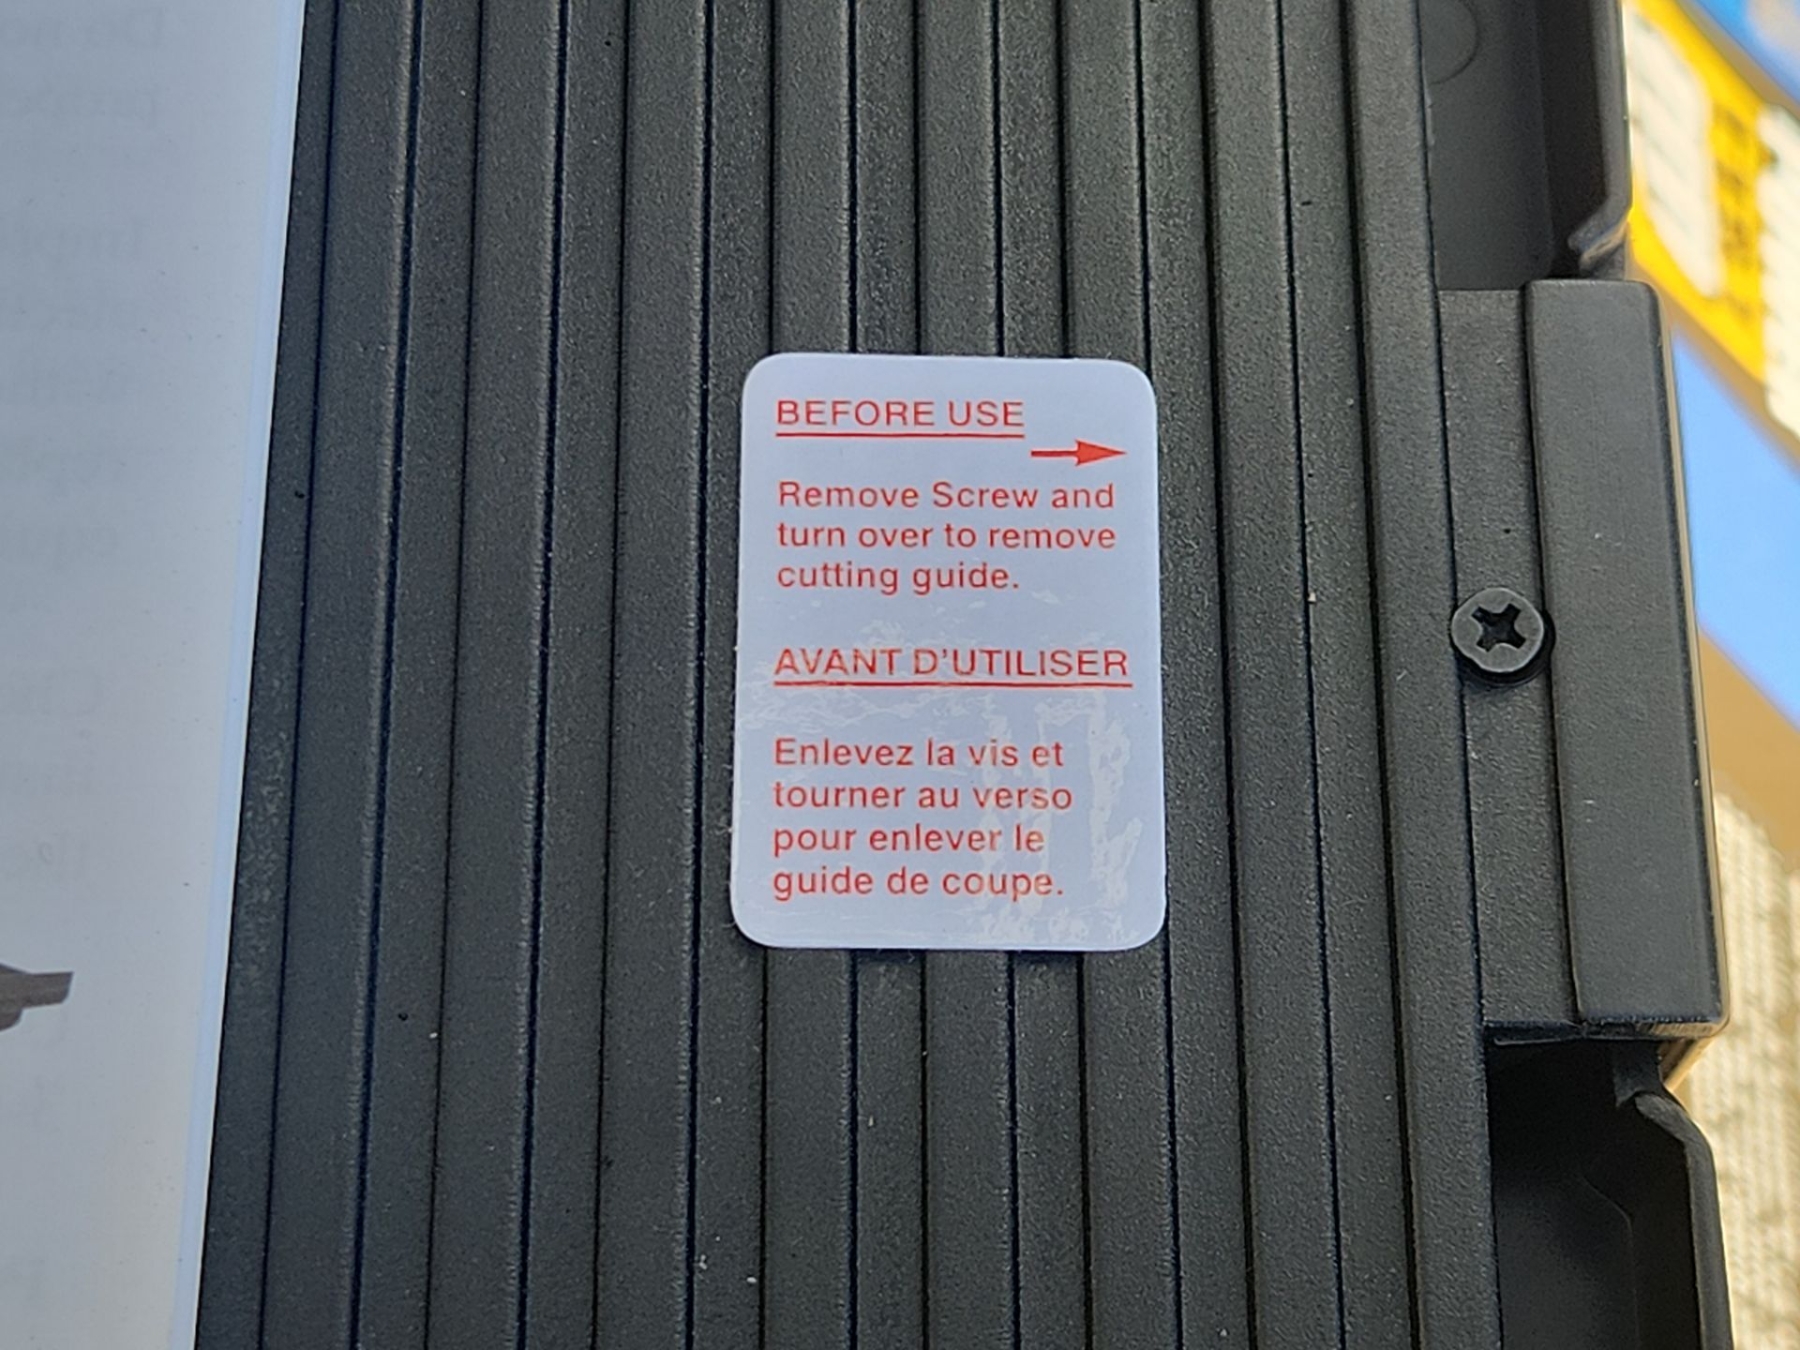 BEFORE USE
Remove Screw and
turn over to remove
cutting guide.
AVANT D'UTILISER
Enlevez la vis et
tourner au verso
pour enlever le
guide de coupe.